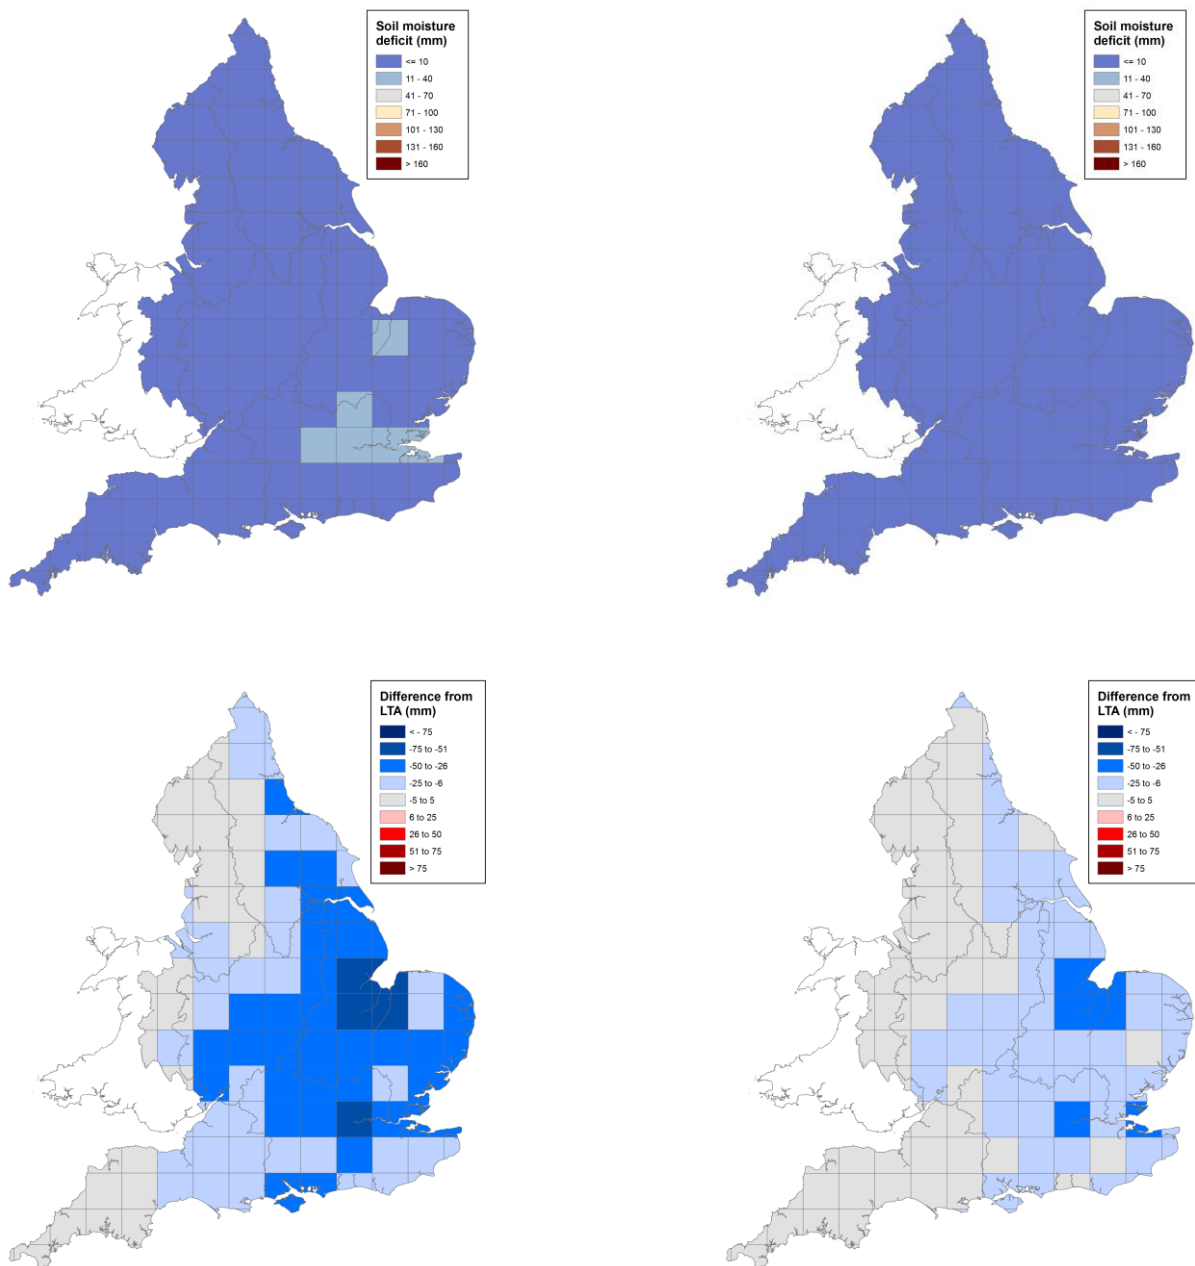 Soil moisture
deficit (mm)
<= 10
11 - 40
41 - 70
71 - 100
101 - 130
131 - 160
> 160
Soil moisture
deficit (mm)
<= 10
11 - 40
41 - 70
71 - 100
101 - 130
131 - 160
> 160
Difference from
LTA (mm)
< - 75
-75 to -51
-50 to -26
-25 to -6
-5 to 5
6 to 25
26 to 50
51 to 75
> 75
Difference from
LTA (mm)
< - 75
-75 to -51
-50 to -26
-25 to -6
-5 to 5
6 to 25
26 to 50
51 to 75
> 75